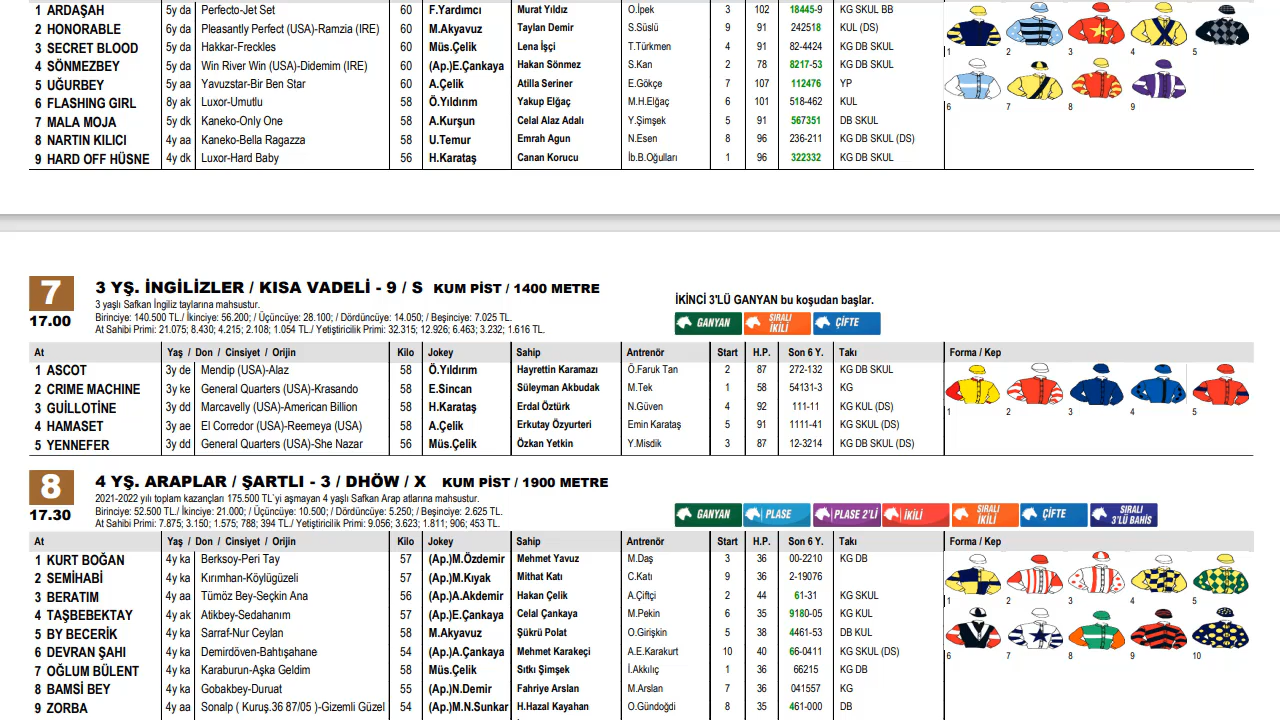 1 ARDAŞAH 5y da Perfecto-Jet Set 60 F.Yardımcı Murat Yıldız Ö.İpek 3 102 18445-9 KG SKUL BB
2 HONORABLE 6y da Pleasantly Perfect (USA)-Ramzia (IRE) 60 M.Akyavuz Taylan Demir S.Süslü 9 91 242518 KUL (DS)
3 SECRET BLOOD 5y da Hakkar-Freckles 60 Müs.Çelik Lena İşçi T.Türkmen 4 91 82-4424 KG DB SKUL
4 SÖNMEZBEY 5y da Win River Win (USA)-Didemim (IRE) 60 (Ap.)E.Çankaya Hakan Sönmez S.Kan 2 78 8217-53 KG DB SKUL
5 UĞURBEY 5y aa Yavuzstar-Bir Ben Star 60 A.Çelik Atilla Seriner E.Gökçe 7 107 112476 YP
6 FLASHING GIRL 8y ak Luxor-Umutlu 58 Ö.Yıldırım Yakup Elğaç M.H.Elğaç 6 101 518-462 KUL
7 MALA MOJA 5y dk Kaneko-Only One 58 A.Kurşun Celal Alaz Adalı Y.Şimşek 5 91 567351 DB SKUL
8 NARTIN KILICI 4y aa Kaneko-Bella Ragazza 58 U.Temur Emrah Agun N.Esen 8 96 236-211 KG DB SKUL (DS)
9 HARD OFF HÜSNE 4y dk Luxor-Hard Baby 56 H.Karataş Canan Korucu İb.B.Oğulları 1 96 322332 KG DB SKUL
1 2 3 4 5
6 7 8 9
7 3 YŞ. İNGİLİZLER / KISA VADELİ - 9 / S KUM PİST / 1400 METRE
17.00
3 yaşlı Safkan İngiliz taylarına mahsustur.
Birinciye: 140.500 TL./ İkinciye: 56.200; / Üçüncüye: 28.100; / Dördüncüye: 14.050; / Beşinciye: 7.025 TL.
At Sahibi Primi: 21.075; 8.430; 4.215; 2.108; 1.054 TL./ Yetiştiricilik Primi: 32.315; 12.926; 6.463; 3.232; 1.616 TL.
İKİNCİ 3'LÜ GANYAN bu koşudan başlar.
GANYAN SIRALI İKİLİ ÇİFTE
At Yaş / Don / Cinsiyet / Orijin Kilo Jokey Sahip Antrenör Start H.P. Son 6 Y. Takı Forma / Kep
1 ASCOT 3y de Mendip (USA)-Alaz 58 Ö.Yıldırım Hayrettin Karamazı Ö.Faruk Tan 2 87 272-132 KG DB SKUL
2 CRIME MACHINE 3y ke General Quarters (USA)-Krasando 58 E.Sincan Süleyman Akbudak M.Tek 1 58 54131-3 KG
3 GUİLLOTİNE 3y dd Marcavelly (USA)-American Billion 58 H.Karataş Erdal Öztürk N.Güven 4 92 111-11 KG KUL (DS)
4 HAMASET 3y ae El Corredor (USA)-Reemeya (USA) 58 A.Çelik Erkutay Özyurteri Emin Karataş 5 91 1111-41 KG SKUL (DS)
5 YENNEFER 3y dd General Quarters (USA)-She Nazar 56 Müs.Çelik Özkan Yetkin Y.Misdik 3 87 12-3214 KG DB SKUL (DS)
1 2 3 4 5
8 4 YŞ. ARAPLAR / ŞARTLI - 3 / DHÖW / X KUM PİST / 1900 METRE
17.30
2021-2022 yılı toplam kazançları 175.500 TL`yi aşmayan 4 yaşlı Safkan Arap atlarına mahsustur.
Birinciye: 52.500 TL./ İkinciye: 21.000; / Üçüncüye: 10.500; / Dördüncüye: 5.250; / Beşinciye: 2.625 TL.
At Sahibi Primi: 7.875; 3.150; 1.575; 788; 394 TL./ Yetiştiricilik Primi: 9.056; 3.623; 1.811; 906; 453 TL.
GANYAN PLASE PLASE 2'Lİ İKİLİ SIRALI İKİLİ ÇİFTE SIRALI 3'LÜ BAHİS
At Yaş / Don / Cinsiyet / Orijin Kilo Jokey Sahip Antrenör Start H.P. Son 6 Y. Takı Forma / Kep
1 KURT BOĞAN 4y ka Berksoy-Peri Tay 57 (Ap.)M.Özdemir Mehmet Yavuz M.Daş 3 36 00-2210 KG DB
2 SEMİHABİ 4y ka Kırımhan-Köylügüzeli 57 (Ap.)M.Kıyak Mithat Katı C.Katı 9 36 2-19076
3 BERATIM 4y aa Tümöz Bey-Seçkin Ana 57 (Ap.)A.Akdemir Hakan Çelik A.Çiftçi 2 44 61-31 KG SKUL
4 TAŞBEBEKTAY 4y ak Atikbey-Sedahanım 57 (Ap.)E.Çankaya Celal Çankaya M.Pekin 6 35 9180-05 KG KUL
5 BY BECERİK 4y ka Sarraf-Nur Ceylan 58 M.Akyavuz Şükrü Polat O.Girişkin 5 38 4461-53 DB KUL
6 DEVRAN ŞAHI 4y ka Demirdöven-Bahtışahane 54 (Ap.)A.Çankaya Mehmet Karakeçi A.E.Karakurt 10 40 66-0411 KG SKUL (DS)
7 OĞLUM BÜLENT 4y ka Karaburun-Aşka Geldim 58 Müs.Çelik Sıtkı Şimşek İ.Akkılıç 1 36 66215 KG DB
8 BAMSİ BEY 4y ka Gobakbey-Duruat 55 (Ap.)N.Demir Fahriye Arslan M.Arslan 7 36 041557 KG
9 ZORBA 4y aa Sonalp ( Kuruş.36 87/05 )-Gizemli Güzel 54 (Ap.)M.N.Sunkar H.Hazal Kayahan O.Gündoğdi 8 35 461-000 DB
1 2 3 4 5
6 7 8 9 10